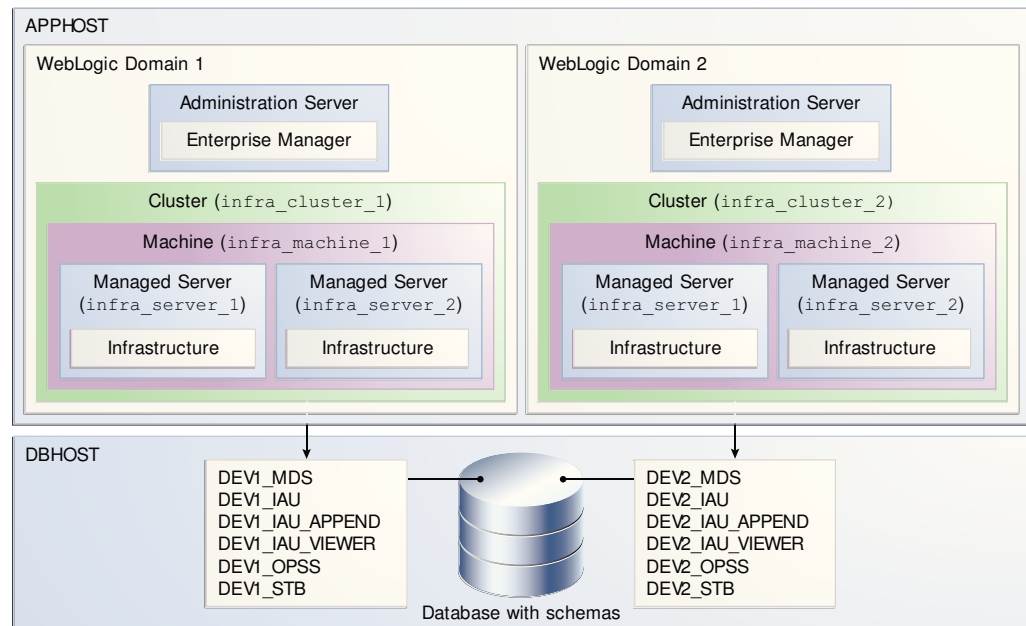 APPHOST
WebLogic Domain 1
Administration Server
Enterprise Manager
Cluster (infra_cluster_1)
Machine (infra_machine_1)
Managed Server
(infra_server_1)
Infrastructure
Managed Server
(infra_server_2)
Infrastructure
WebLogic Domain 2
Administration Server
Enterprise Manager
Cluster (infra_cluster_2)
Machine (infra_machine_2)
Managed Server
(infra_server_1)
Infrastructure
Managed Server
(infra_server_2)
Infrastructure
DBHOST
DEV1_MDS
DEV1_IAU
DEV1_IAU_APPEND
DEV1_IAU_VIEWER
DEV1_OPSS
DEV1_STB
Database with schemas
DEV2_MDS
DEV2_IAU
DEV2_IAU_APPEND
DEV2_IAU_VIEWER
DEV2_OPSS
DEV2_STB